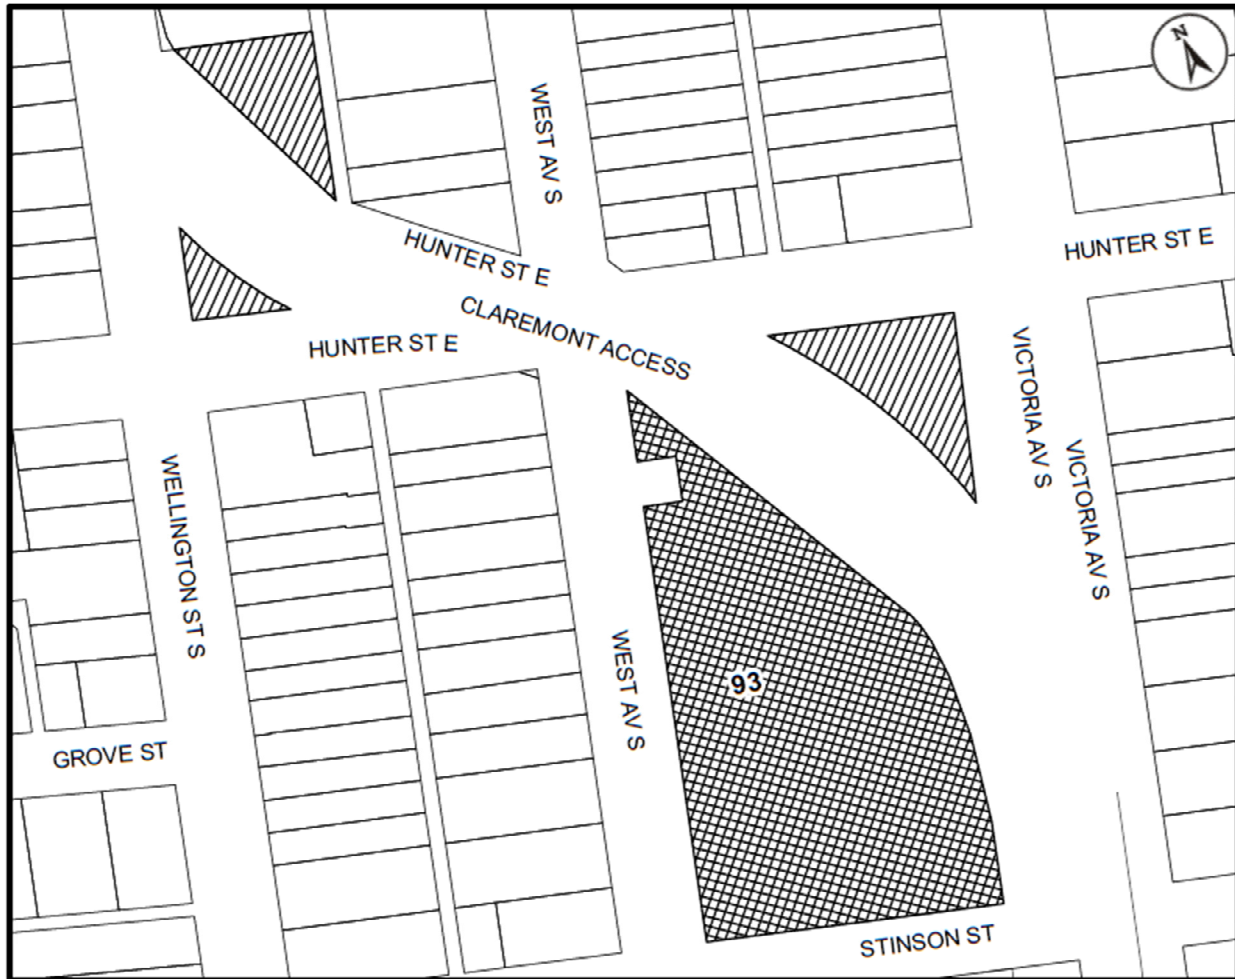 N
WEST AV S
HUNTER ST E
HUNTER ST E
CLAREMONT ACCESS
HUNTER ST E
VICTORIA AV S
VICTORIA AV S
WELLINGTON ST S
WEST AV S
93
GROVE ST
STINSON ST